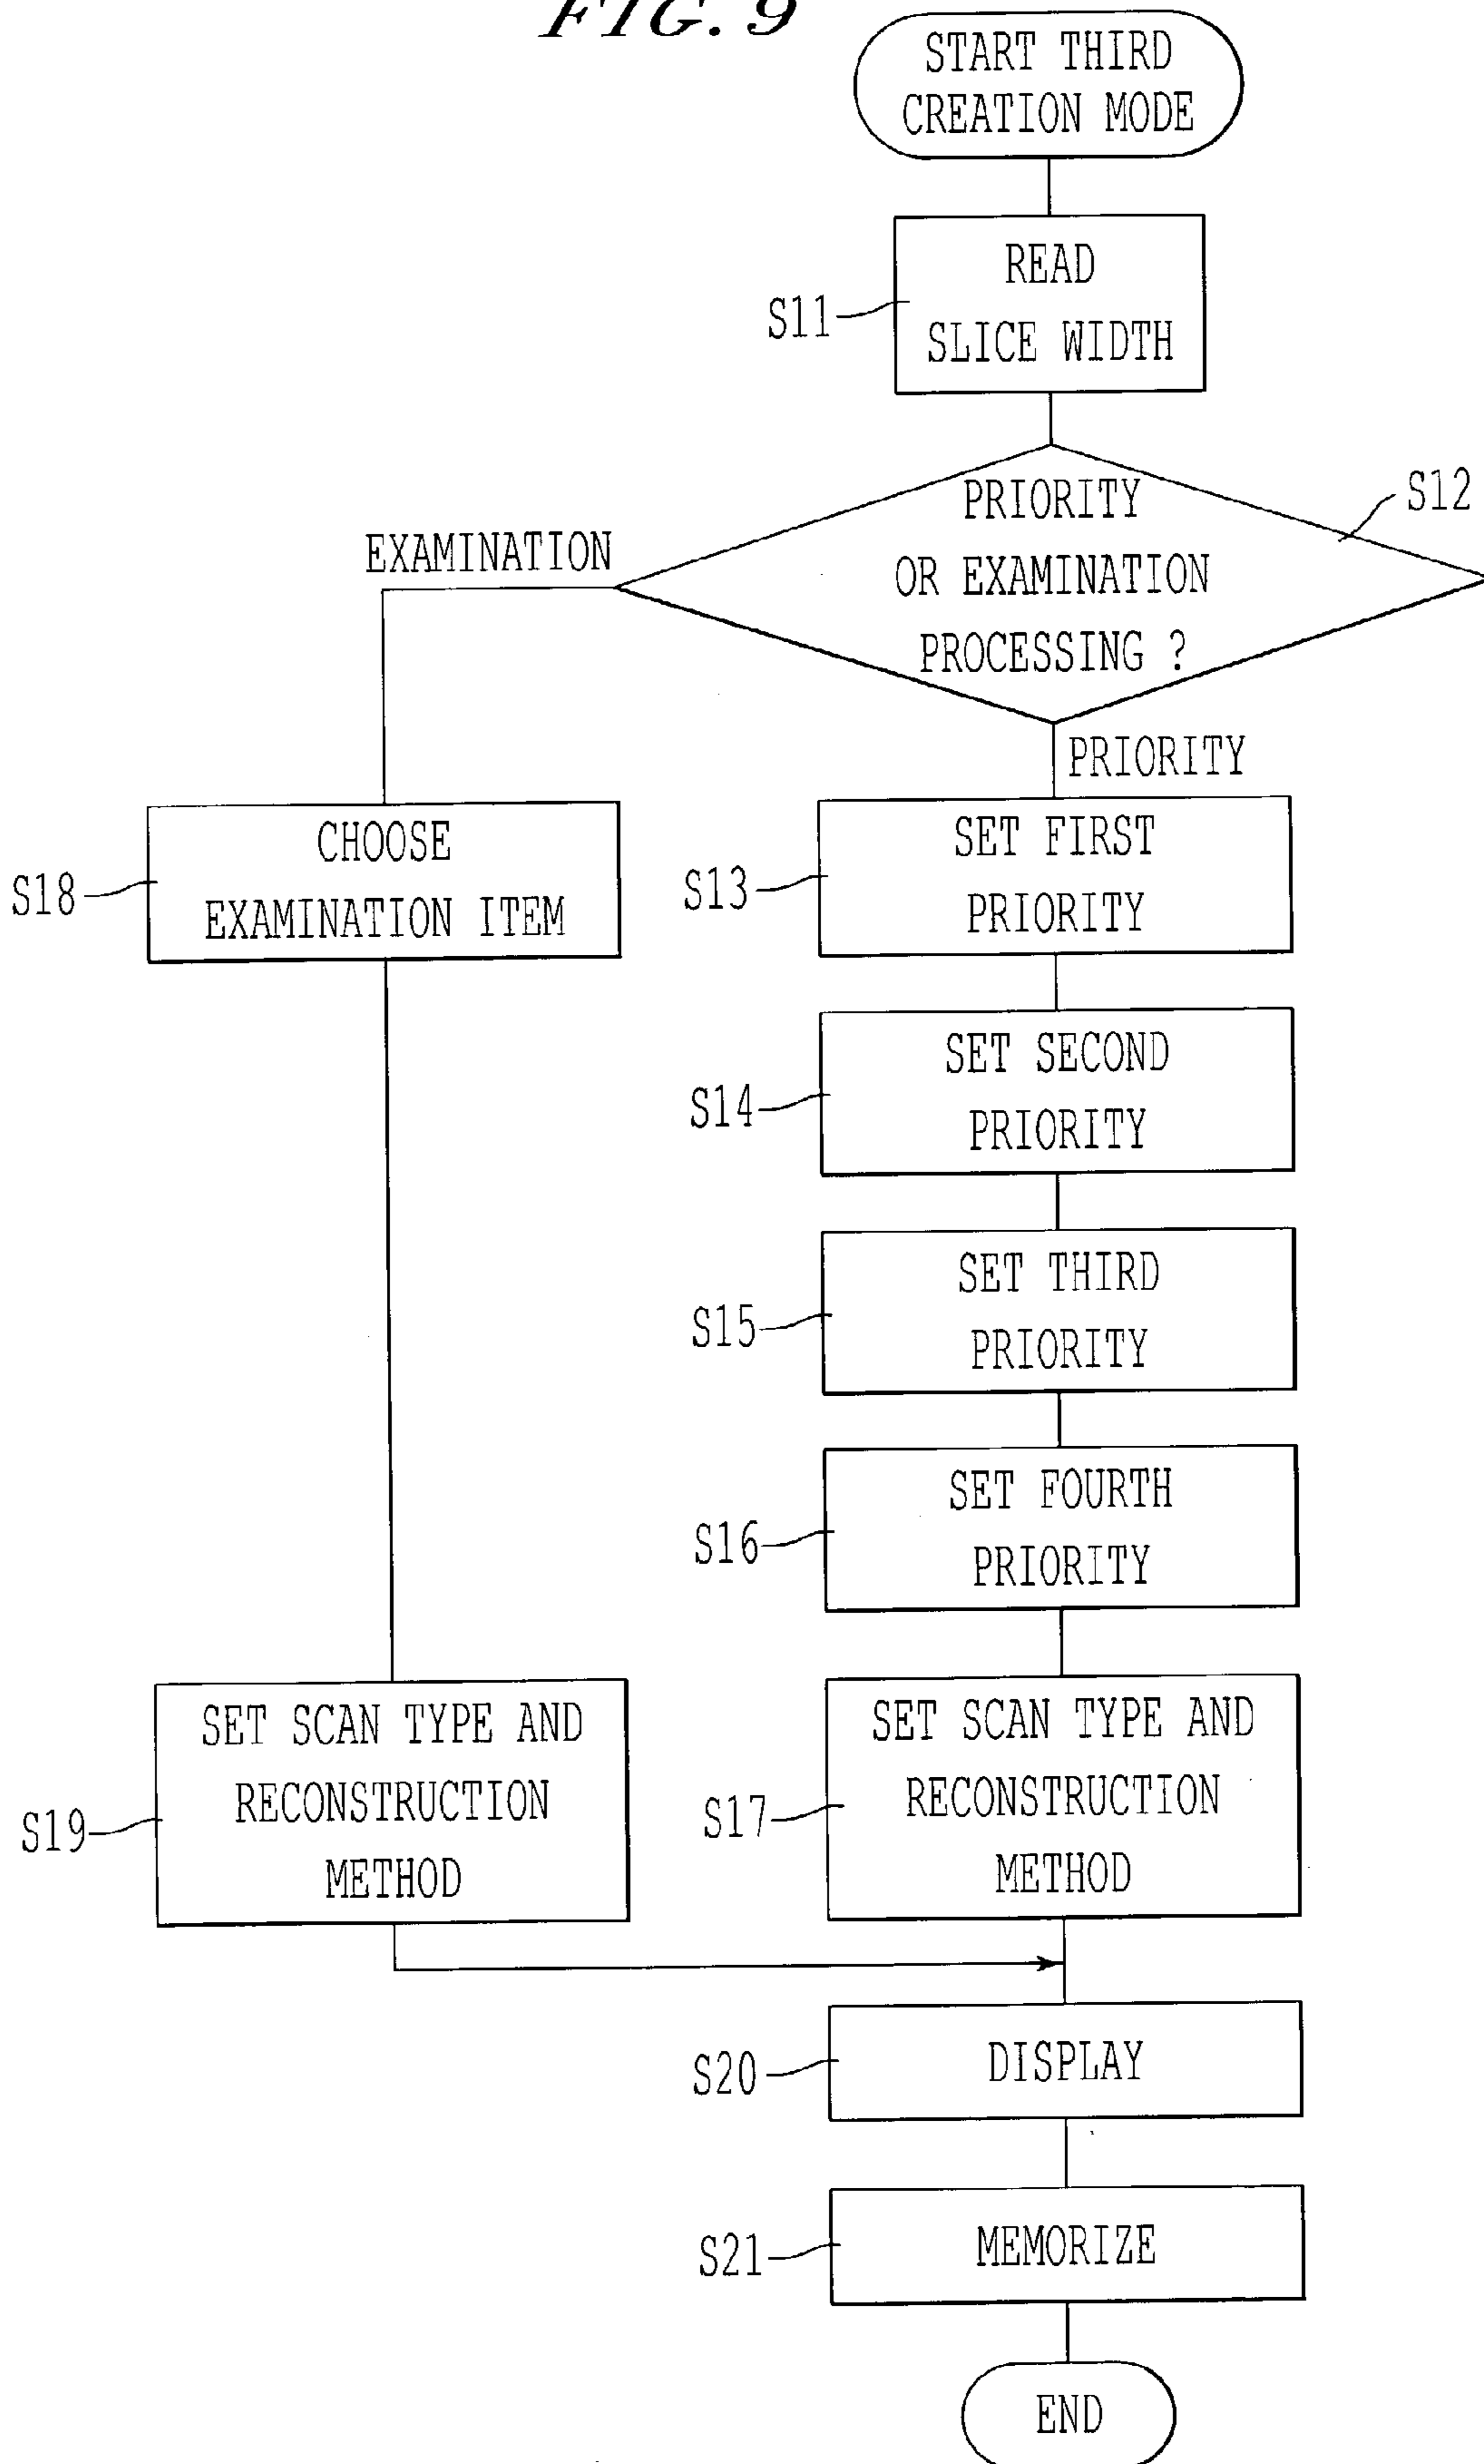 FIG. 9
START THIRD
CREATION MODE
READ
SLICE WIDTH
S11
PRIORITY
OR EXAMINATION
PROCESSING ?
S12
EXAMINATION
PRIORITY
CHOOSE
EXAMINATION ITEM
S18
SET FIRST
PRIORITY
S13
SET SECOND
PRIORITY
S14
SET THIRD
PRIORITY
S15
SET FOURTH
PRIORITY
S16
SET SCAN TYPE AND
RECONSTRUCTION
METHOD
S19
SET SCAN TYPE AND
RECONSTRUCTION
METHOD
S17
DISPLAY
S20
MEMORIZE
S21
END